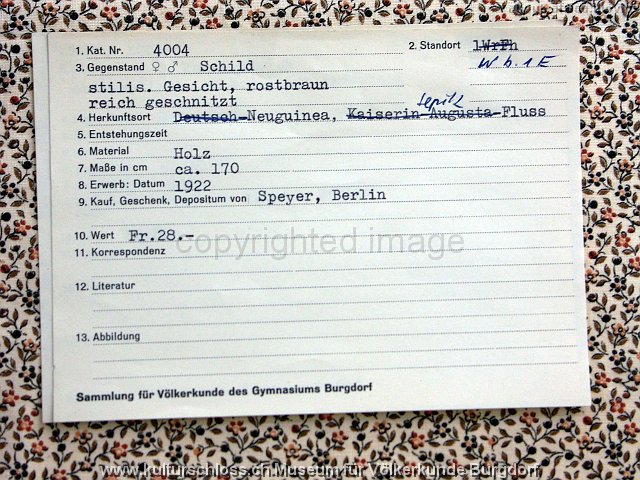 1. Kat. Nr. 4004 2. Standort lWrFh
3. Gegenstand ♀ ♂ Schild W b. 1 E
stilis. Gesicht, rostbraun
reich geschnitzt
Sepik
4. Herkunftsort Deutsch-Neuguinea, Kaiserin-Augusta-Fluss
5. Entstehungszeit
6. Material Holz
7. Maße in cm ca. 170
8. Erwerb: Datum 1922
9. Kauf, Geschenk, Depositum von Speyer, Berlin
10. Wert Fr.28.-
copyrighted image
11. Korrespondenz
12. Literatur
13. Abbildung
Sammlung für Völkerkunde des Gymnasiums Burgdorf
www.kulturschloss.ch Museum für Völkerkunde Burgdorf